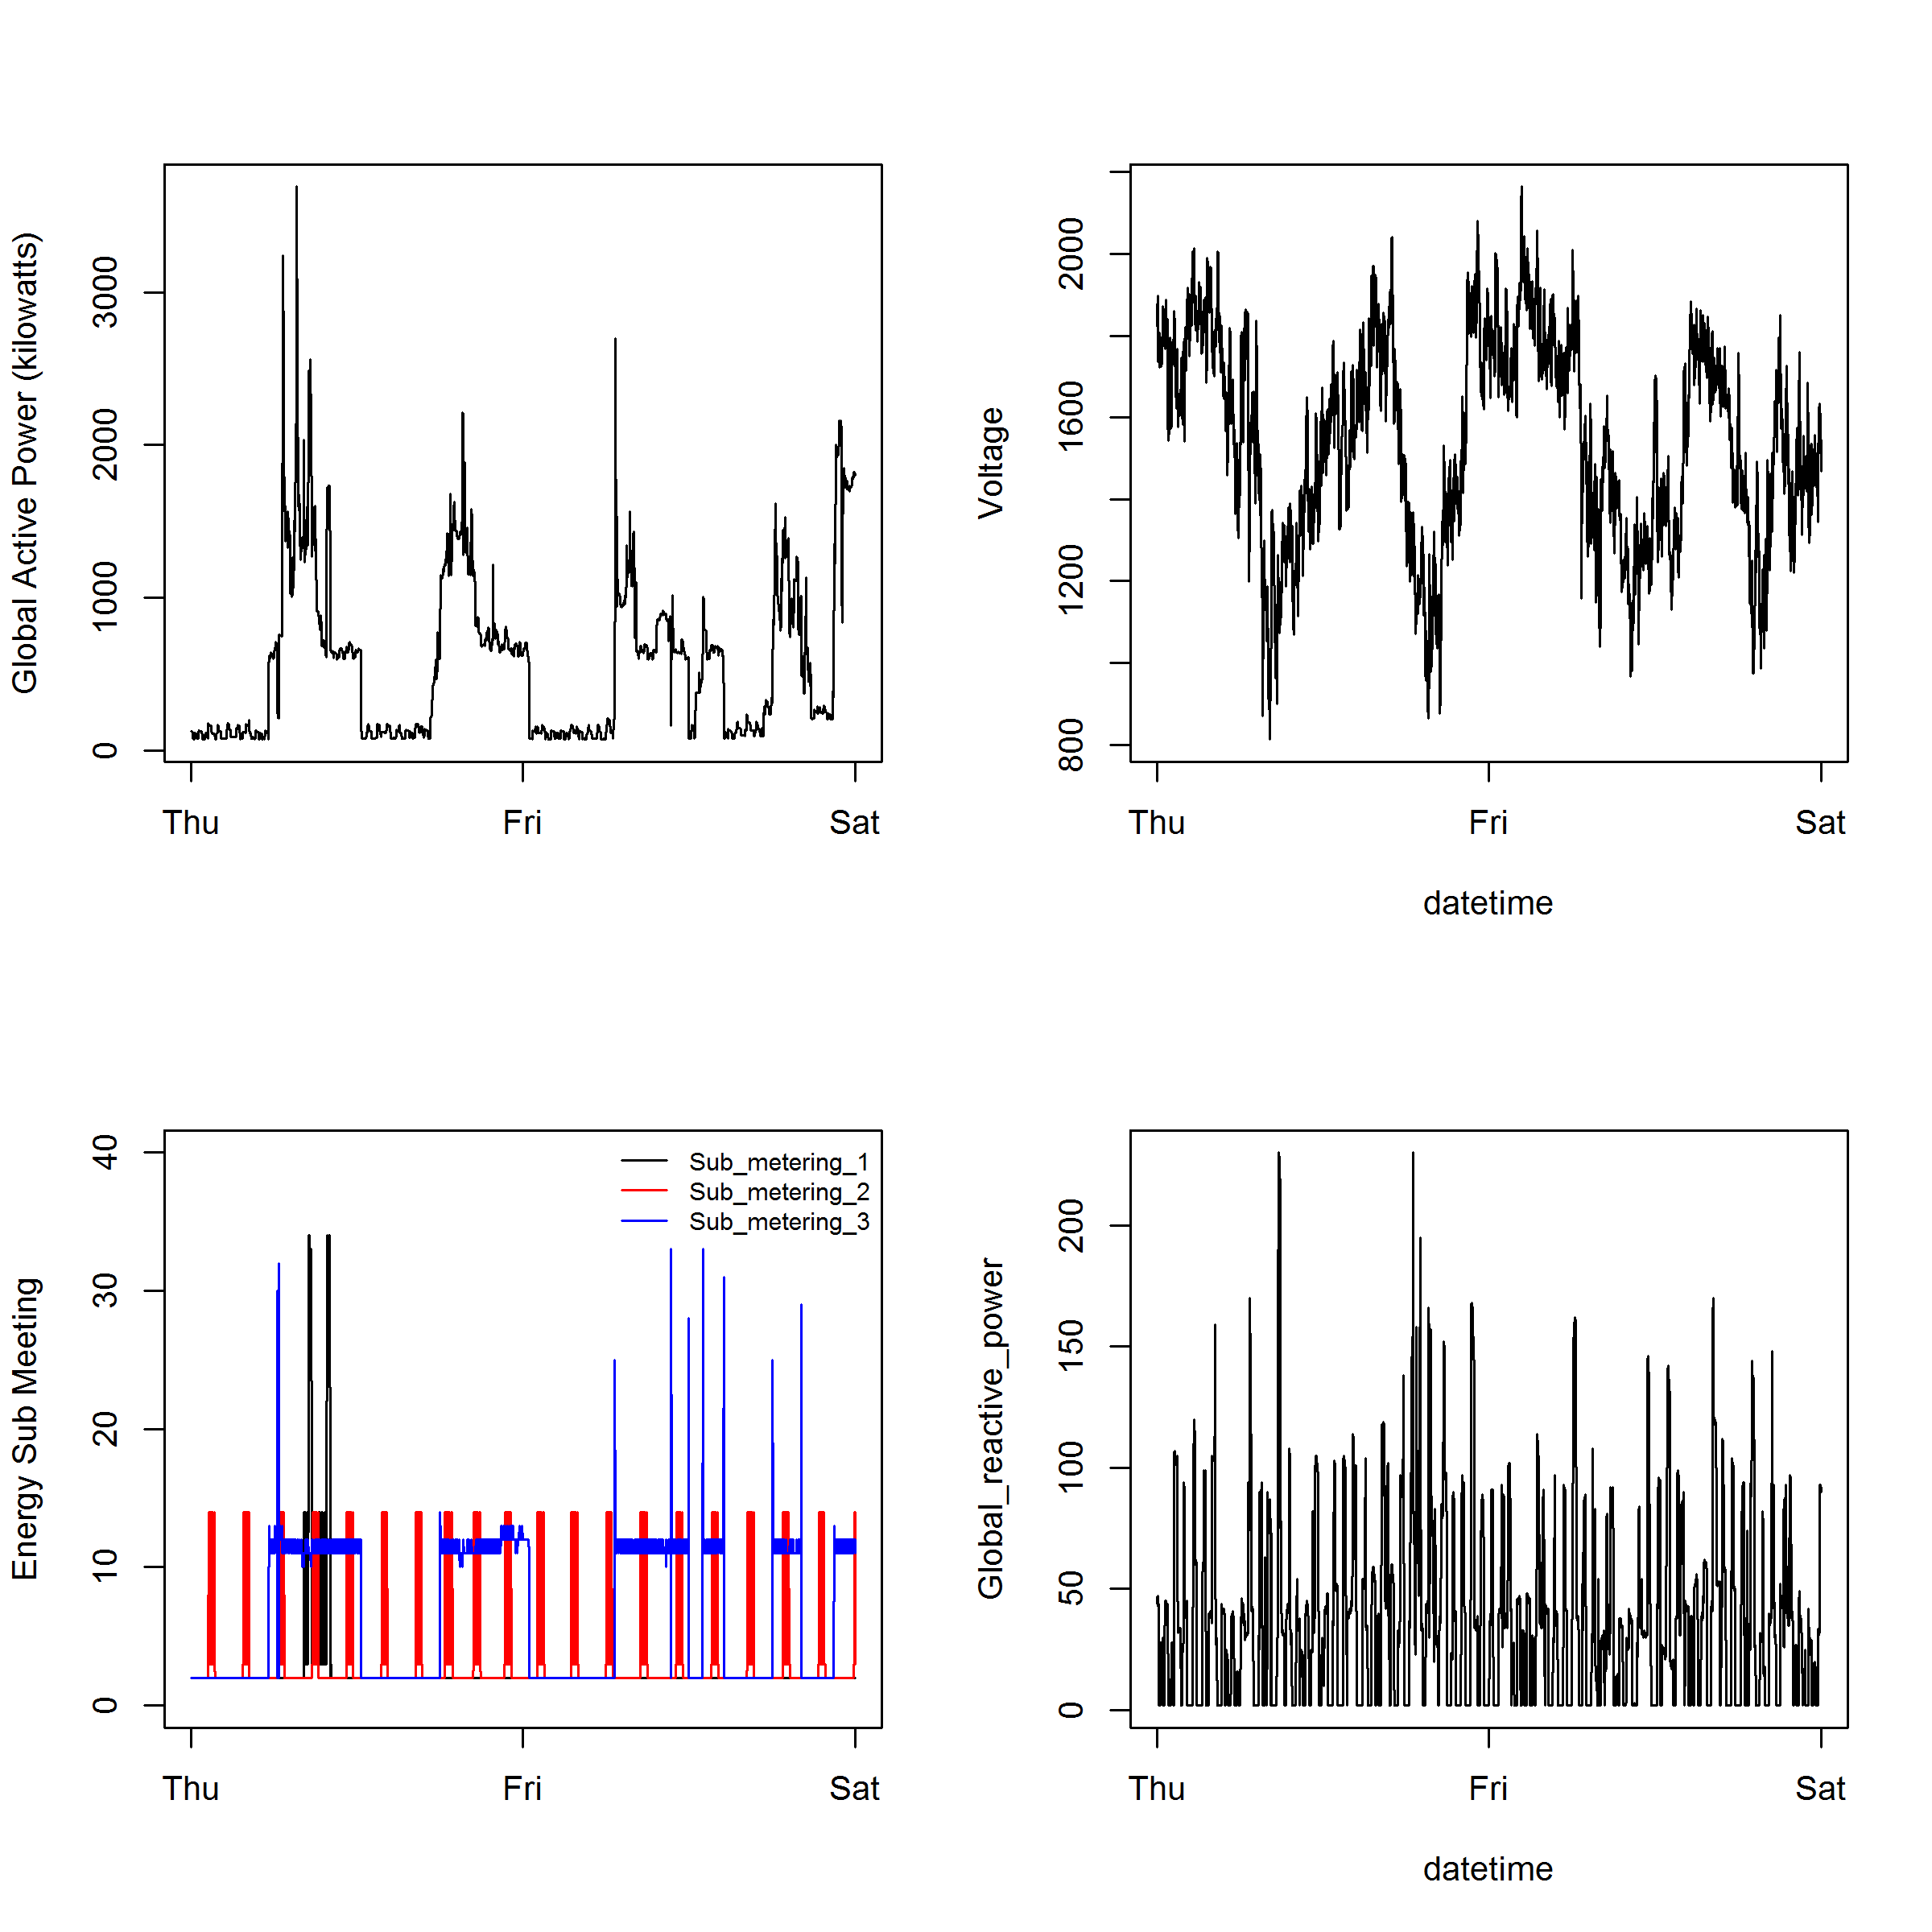 Global Active Power (kilowatts)
3000
2000
1000
0
Thu Fri Sat
Voltage
2000
1600
1200
800
Thu Fri Sat
datetime
Energy Sub Meeting
40
30
20
10
0
Sub_metering_1
Sub_metering_2
Sub_metering_3
Thu Fri Sat
Global_reactive_power
200
150
100
50
0
Thu Fri Sat
datetime